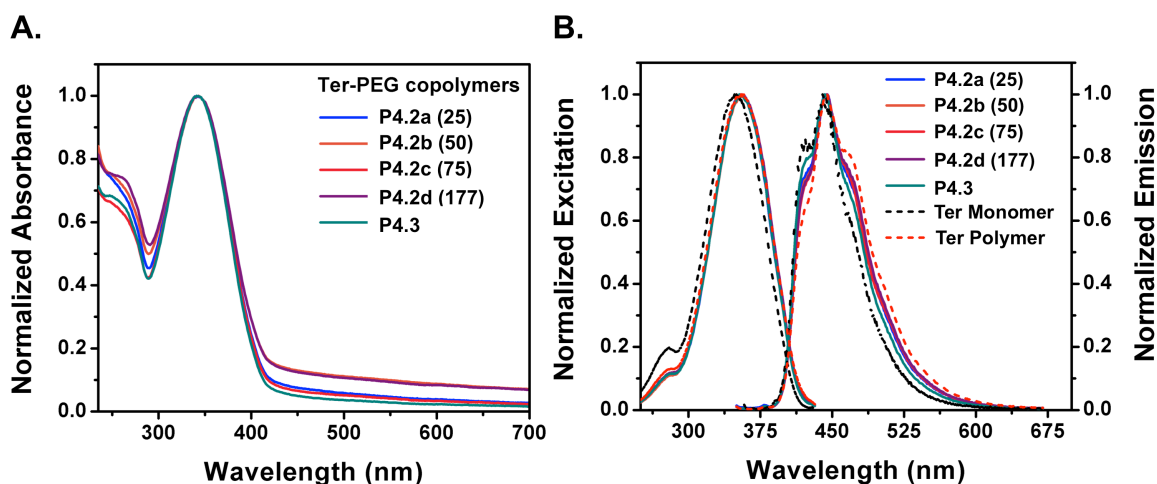 A.
Normalized Absorbance
1.0
0.8
0.6
0.4
0.2
0.0
300
400
500
600
700
Wavelength (nm)
Ter-PEG copolymers
P4.2a (25)
P4.2b (50)
P4.2c (75)
P4.2d (177)
P4.3
B.
Normalized Excitation
1.0
0.8
0.6
0.4
0.2
0.0
300
375
450
525
600
675
Wavelength (nm)
P4.2a (25)
P4.2b (50)
P4.2c (75)
P4.2d (177)
P4.3
Ter Monomer
Ter Polymer
1.0
0.8
0.6
0.4
0.2
0.0
Normalized Emission